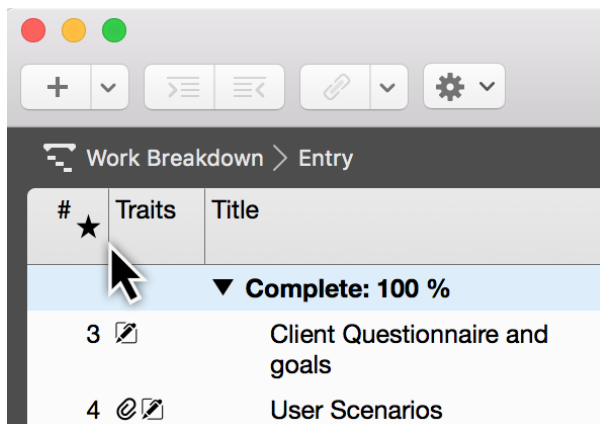 Work Breakdown > Entry
# ★ Traits Title
▼ Complete: 100 %
3 Client Questionnaire and
goals
4 User Scenarios